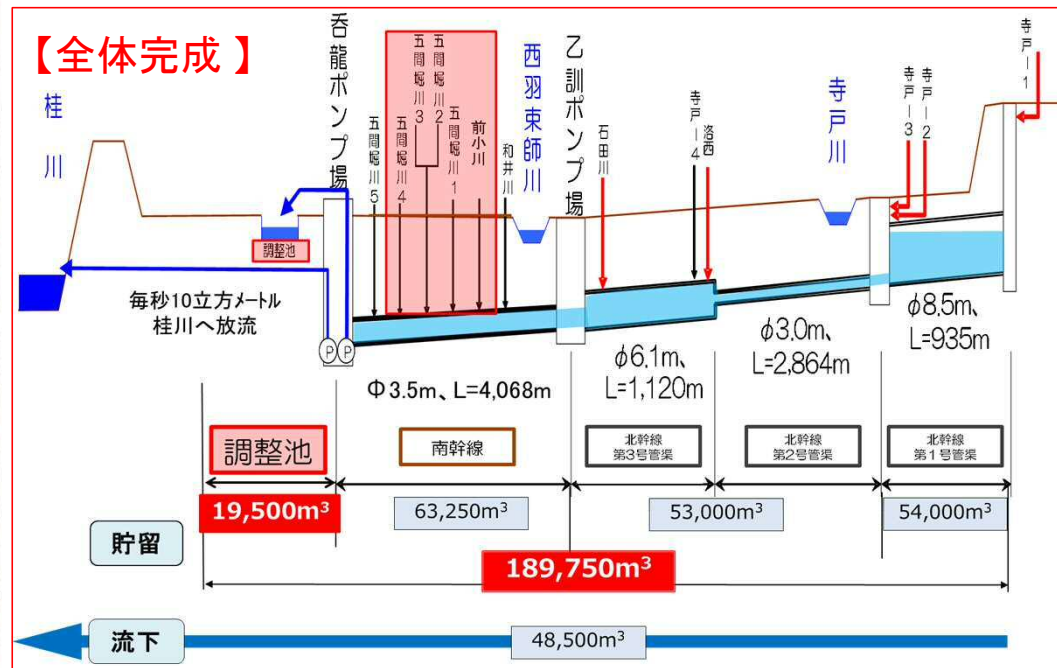 【全体完成 】
桂川
呑龍ポンプ場
五間堀川5
五間堀川4
五間堀川3
五間堀川2
五間堀川1
前小川
和井川
西羽束師川
乙訓ポンプ場
石田川
寺戸-4
洛西
寺戸川
寺戸-3
寺戸-2
寺戸-1
調整池
毎秒10立方メートル
桂川へ放流
P P
Φ3.5m、L=4,068m
φ6.1m、
L=1,120m
φ3.0m、
L=2,864m
φ8.5m、
L=935m
調整池
南幹線
北幹線
第3号管渠
北幹線
第2号管渠
北幹線
第1号管渠
19,500m³
63,250m³
53,000m³
54,000m³
貯留
189,750m³
流下
48,500m³